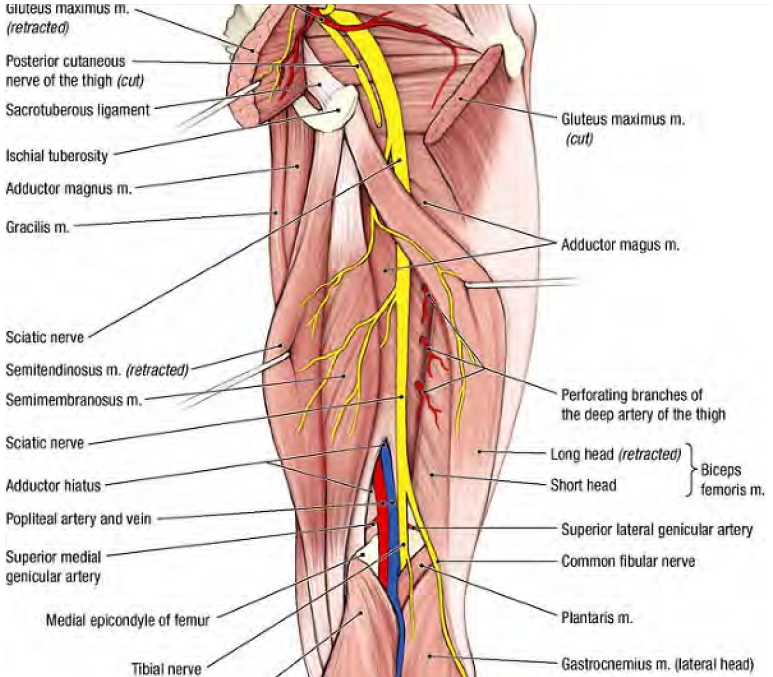 Gluteus maximus m.
(retracted)
Posterior cutaneous
nerve of the thigh (cut)
Sacrotuberous ligament
Ischial tuberosity
Adductor magnus m.
Gracilis m.
Sciatic nerve
Semitendinosus m. (retracted)
Semimembranosus m.
Sciatic nerve
Adductor hiatus
Popliteal artery and vein
Superior medial
genicular artery
Medial epicondyle of femur
Tibial nerve
Gluteus maximus m.
(cut)
Adductor magus m.
Perforating branches of
the deep artery of the thigh
Long head (retracted)
Short head
Biceps
femoris m.
Superior lateral genicular artery
Common fibular nerve
Plantaris m.
Gastrocnemius m. (lateral head)